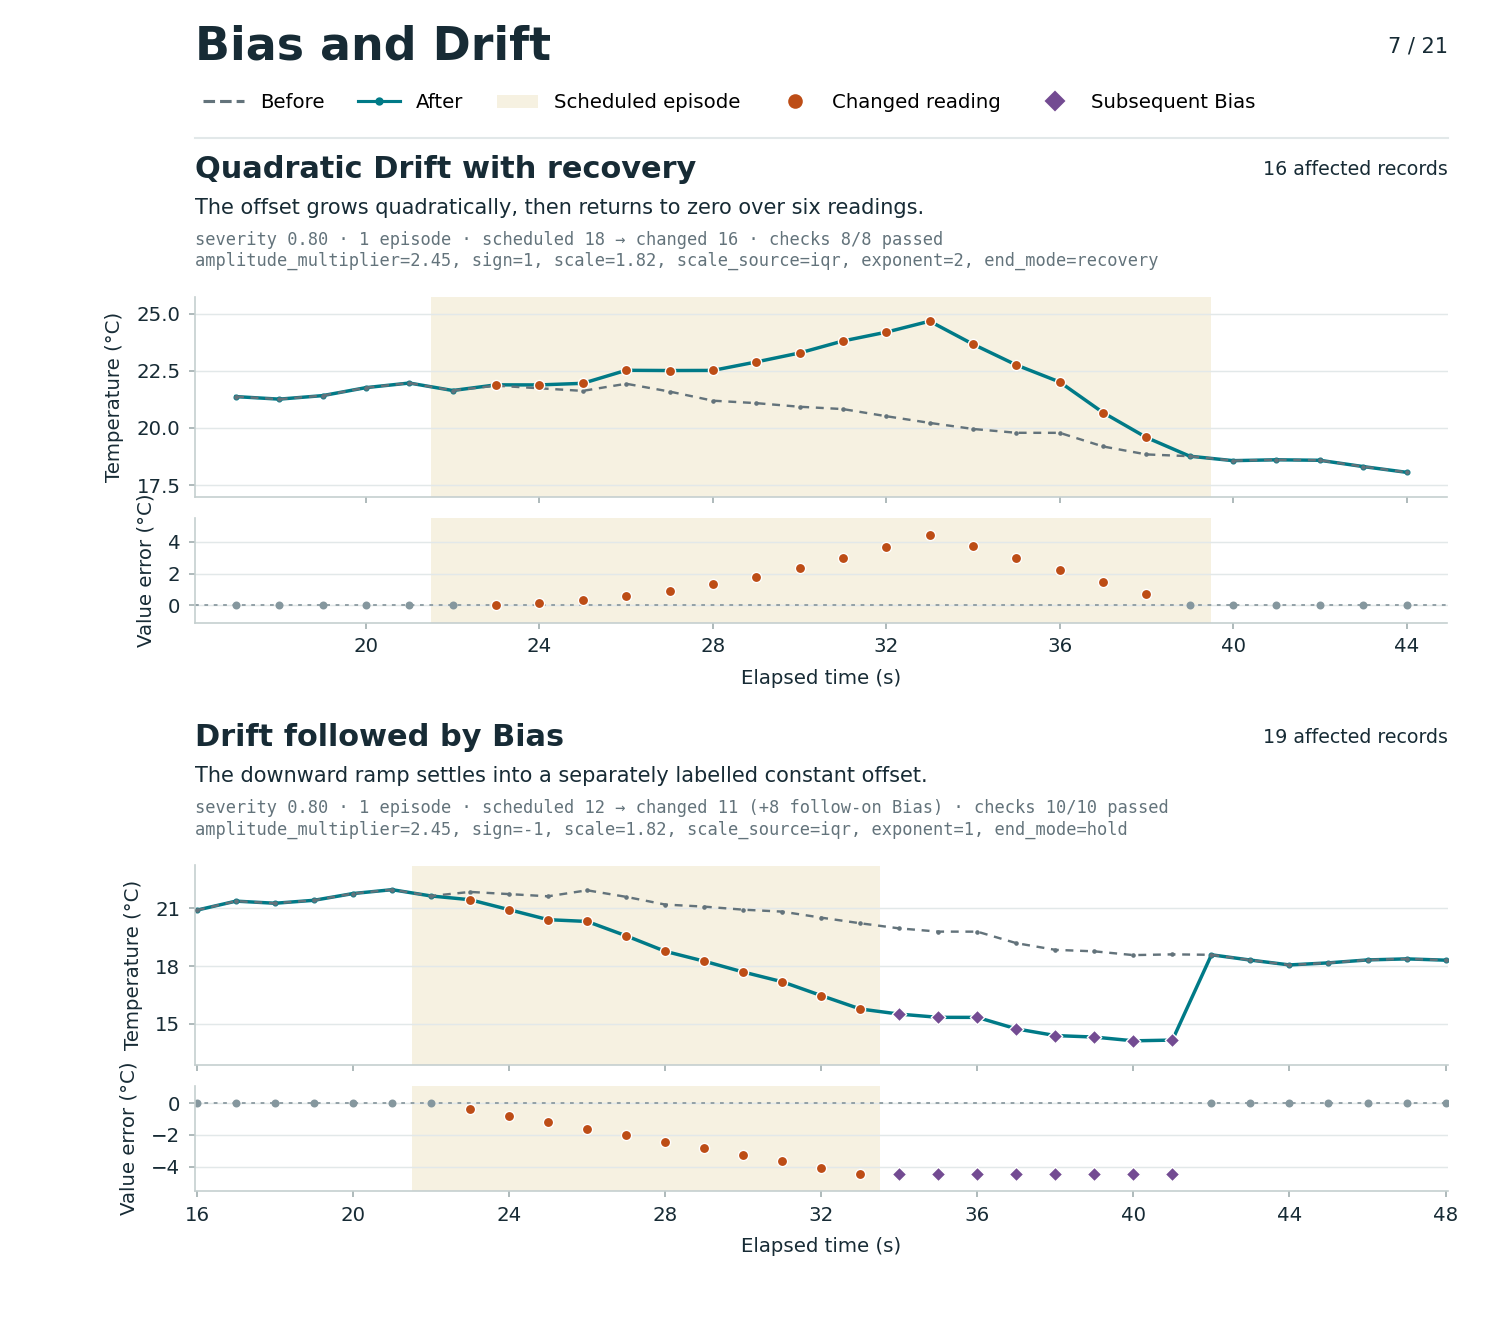 Bias and Drift
7 / 21
Before
After
Scheduled episode
Changed reading
Subsequent Bias
Quadratic Drift with recovery
16 affected records
The offset grows quadratically, then returns to zero over six readings.
severity 0.80 · 1 episode · scheduled 18 → changed 16 · checks 8/8 passed
amplitude_multiplier=2.45, sign=1, scale=1.82, scale_source=iqr, exponent=2, end_mode=recovery
Temperature (°C)
25.0
22.5
20.0
17.5
Value error (°C)
4
2
0
20
24
28
32
36
40
44
Elapsed time (s)
Drift followed by Bias
19 affected records
The downward ramp settles into a separately labelled constant offset.
severity 0.80 · 1 episode · scheduled 12 → changed 11 (+8 follow-on Bias) · checks 10/10 passed
amplitude_multiplier=2.45, sign=-1, scale=1.82, scale_source=iqr, exponent=1, end_mode=hold
Temperature (°C)
21
18
15
Value error (°C)
0
−2
−4
16
20
24
28
32
36
40
44
48
Elapsed time (s)